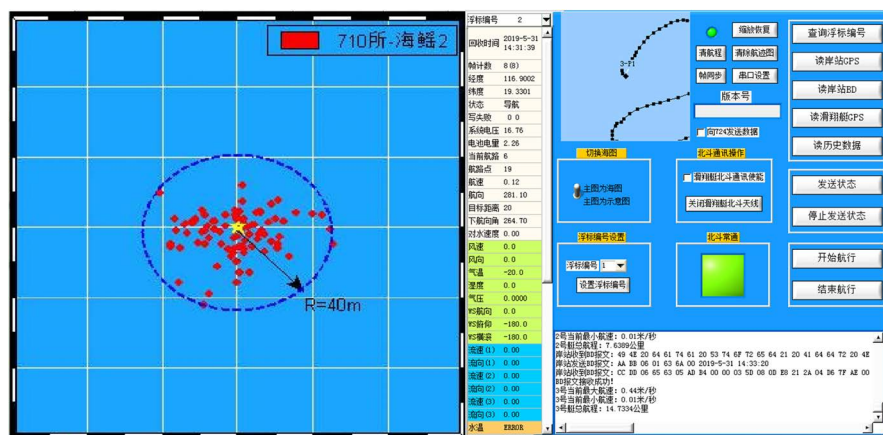 710所-海鳐2
R=40m
浮标编号 2
回收时间 2019-5-31 14:31:39
帧计数 8(8)
经度 116.9002
纬度 19.3301
状态 导航
写失败 0 0
系统电压 16.76
电池电量 2.26
当前航路 6
航路点 19
航速 0.12
航向 281.10
目标距离 20
下航向角 264.70
对水速度 0.00
风速 0.0
风向 0.0
气温 -20.0
湿度 0.0
气压 0.0000
WS航向 0.0
WS俯仰 -180.0
WS横滚 -180.0
流速(1) 0.00
流向(1) 0.00
流速(2) 0.00
流向(2) 0.00
流速(3) 0.00
流向(3) 0.00
水温 ERROR
3-P1
缩放恢复
清航程 清除航迹图
帧同步 串口设置
版本号
向724发送数据
切换海图
主图为海图
主图为示意图
北斗通讯操作
滑翔艇北斗通讯使能
关闭滑翔艇北斗天线
浮标编号设置
浮标编号 1
设置浮标编号
北斗常通
查询浮标编号
读岸站GPS
读岸站BD
读滑翔艇GPS
读历史数据
发送状态
停止发送状态
开始航行
结束航行
2号当前最小航速: 0.01米/秒
2号艇总航程: 7.6389公里
岸站收到BD报文: 49 4E 20 64 61 74 61 20 53 74 6F 72 65 64 21 20 41 64 64 72 20 4E
岸站发送BD报文: AA BB 06 01 63 6A 00 2019-5-31 14:33:20
岸站收到BD报文: CC DD 06 65 63 05 AD B4 00 00 03 5D 08 0D E8 21 2A 04 D6 7F AE 00
BD报文接收成功!
3号当前最大航速: 0.44米/秒
3号当前最小航速: 0.01米/秒
3号艇总航程: 14.7334公里